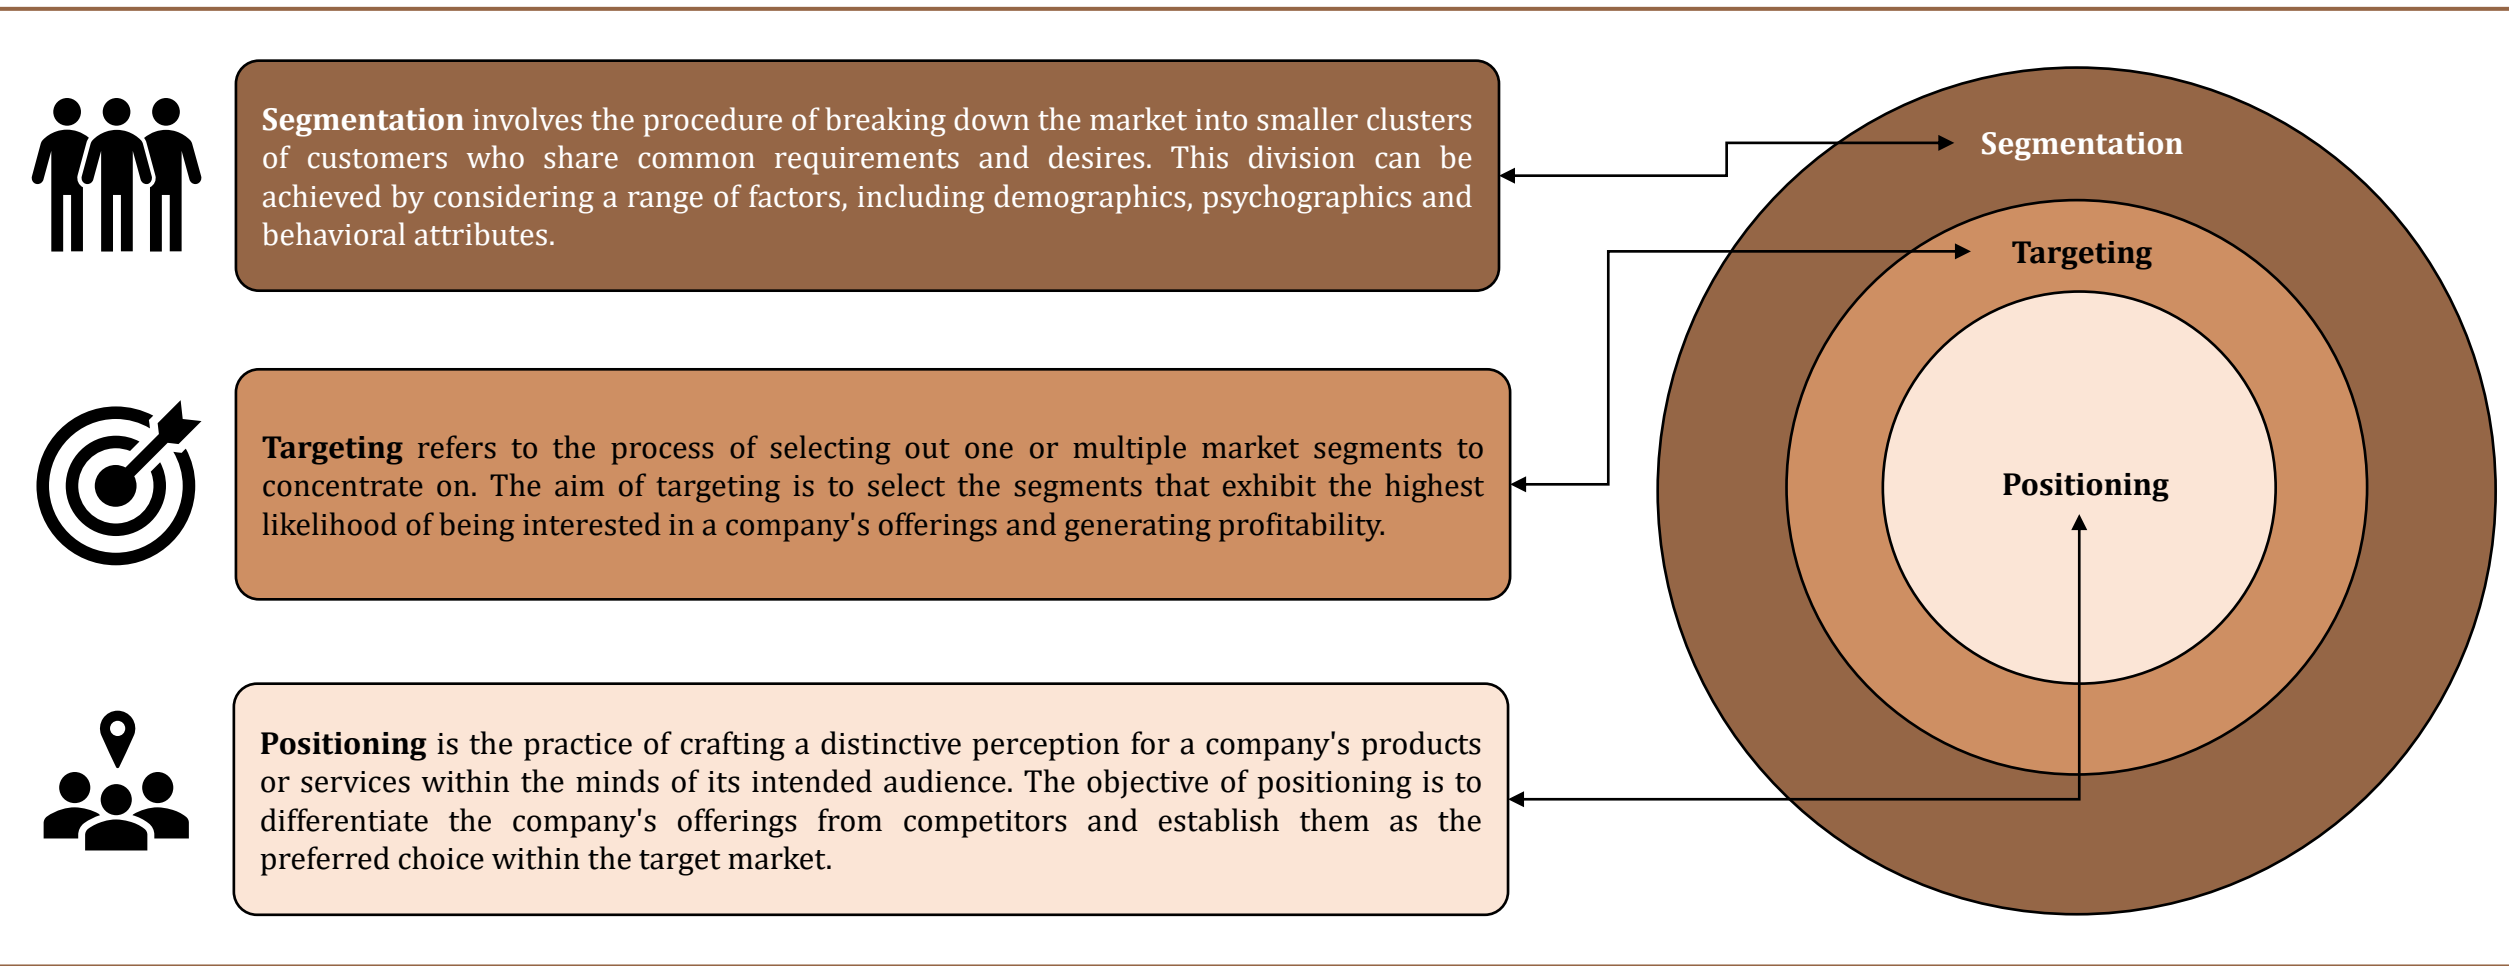 Segmentation involves the procedure of breaking down the market into smaller clusters
of customers who share common requirements and desires. This division can be
achieved by considering a range of factors, including demographics, psychographics and
behavioral attributes.
Targeting refers to the process of selecting out one or multiple market segments to
concentrate on. The aim of targeting is to select the segments that exhibit the highest
likelihood of being interested in a company's offerings and generating profitability.
Positioning is the practice of crafting a distinctive perception for a company's products
or services within the minds of its intended audience. The objective of positioning is to
differentiate the company's offerings from competitors and establish them as the
preferred choice within the target market.
Segmentation
Targeting
Positioning